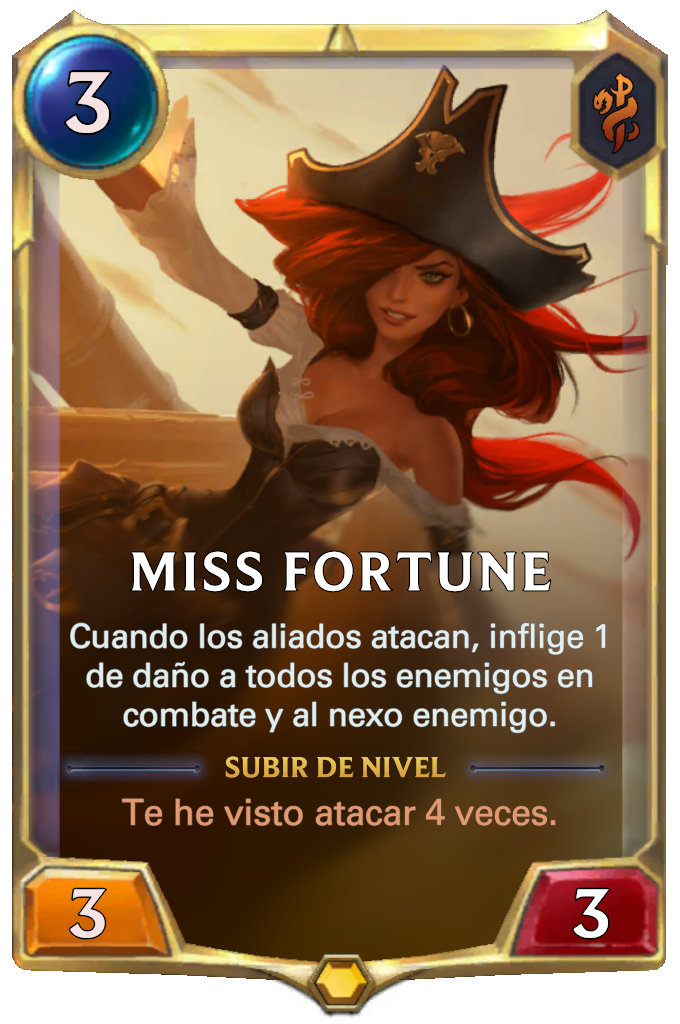 3
MISS FORTUNE
Cuando los aliados atacan, inflige 1
de daño a todos los enemigos en
combate y al nexo enemigo.
SUBIR DE NIVEL
Te he visto atacar 4 veces.
3
3